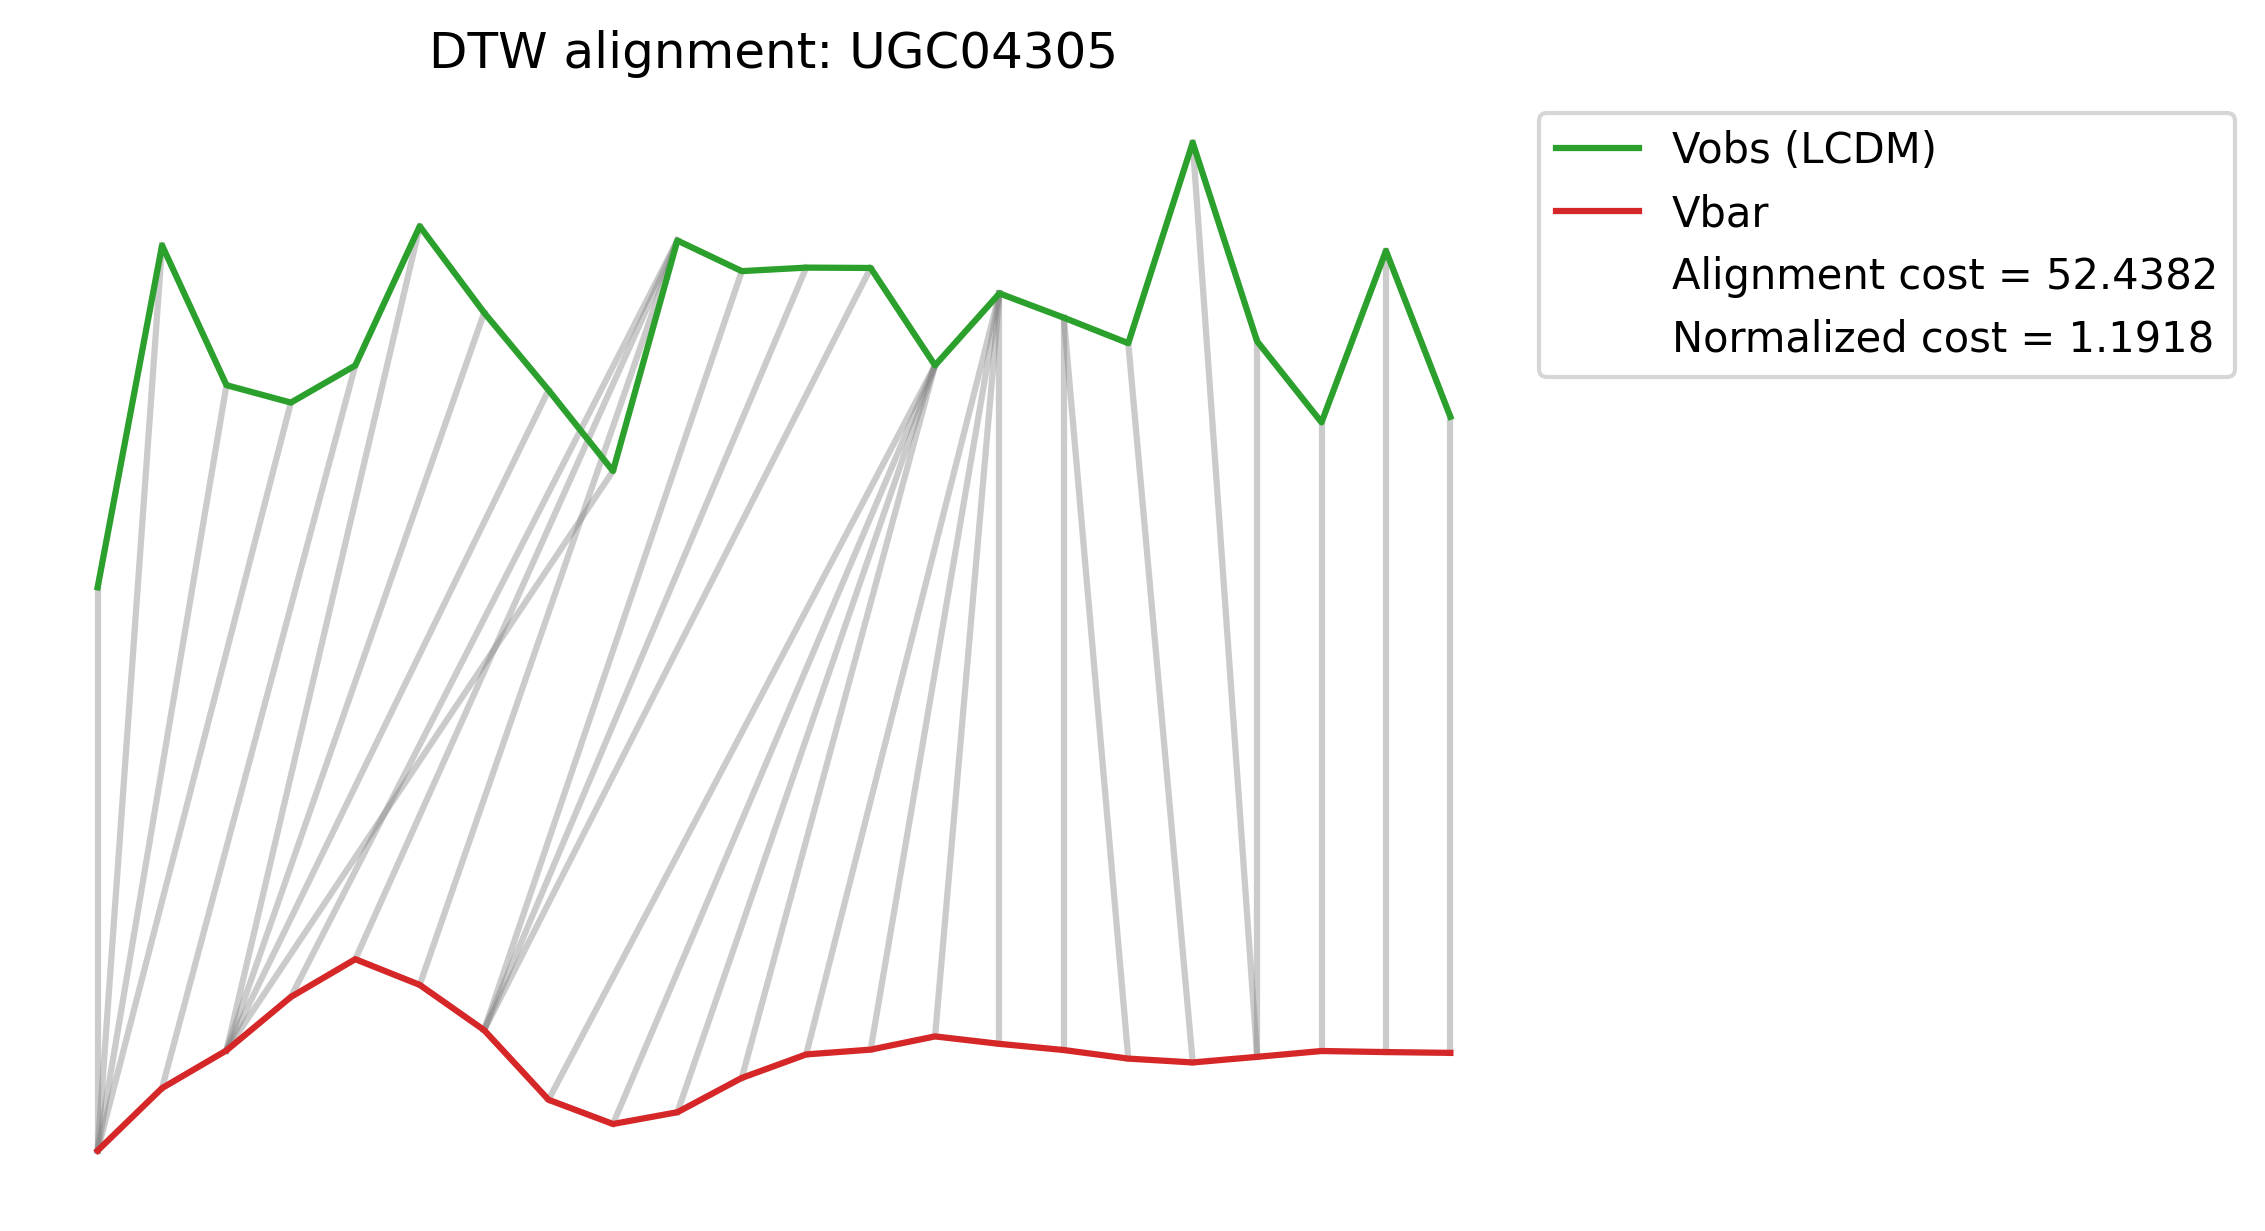 DTW alignment: UGC04305
Vobs (LCDM)
Vbar
Alignment cost = 52.4382
Normalized cost = 1.1918